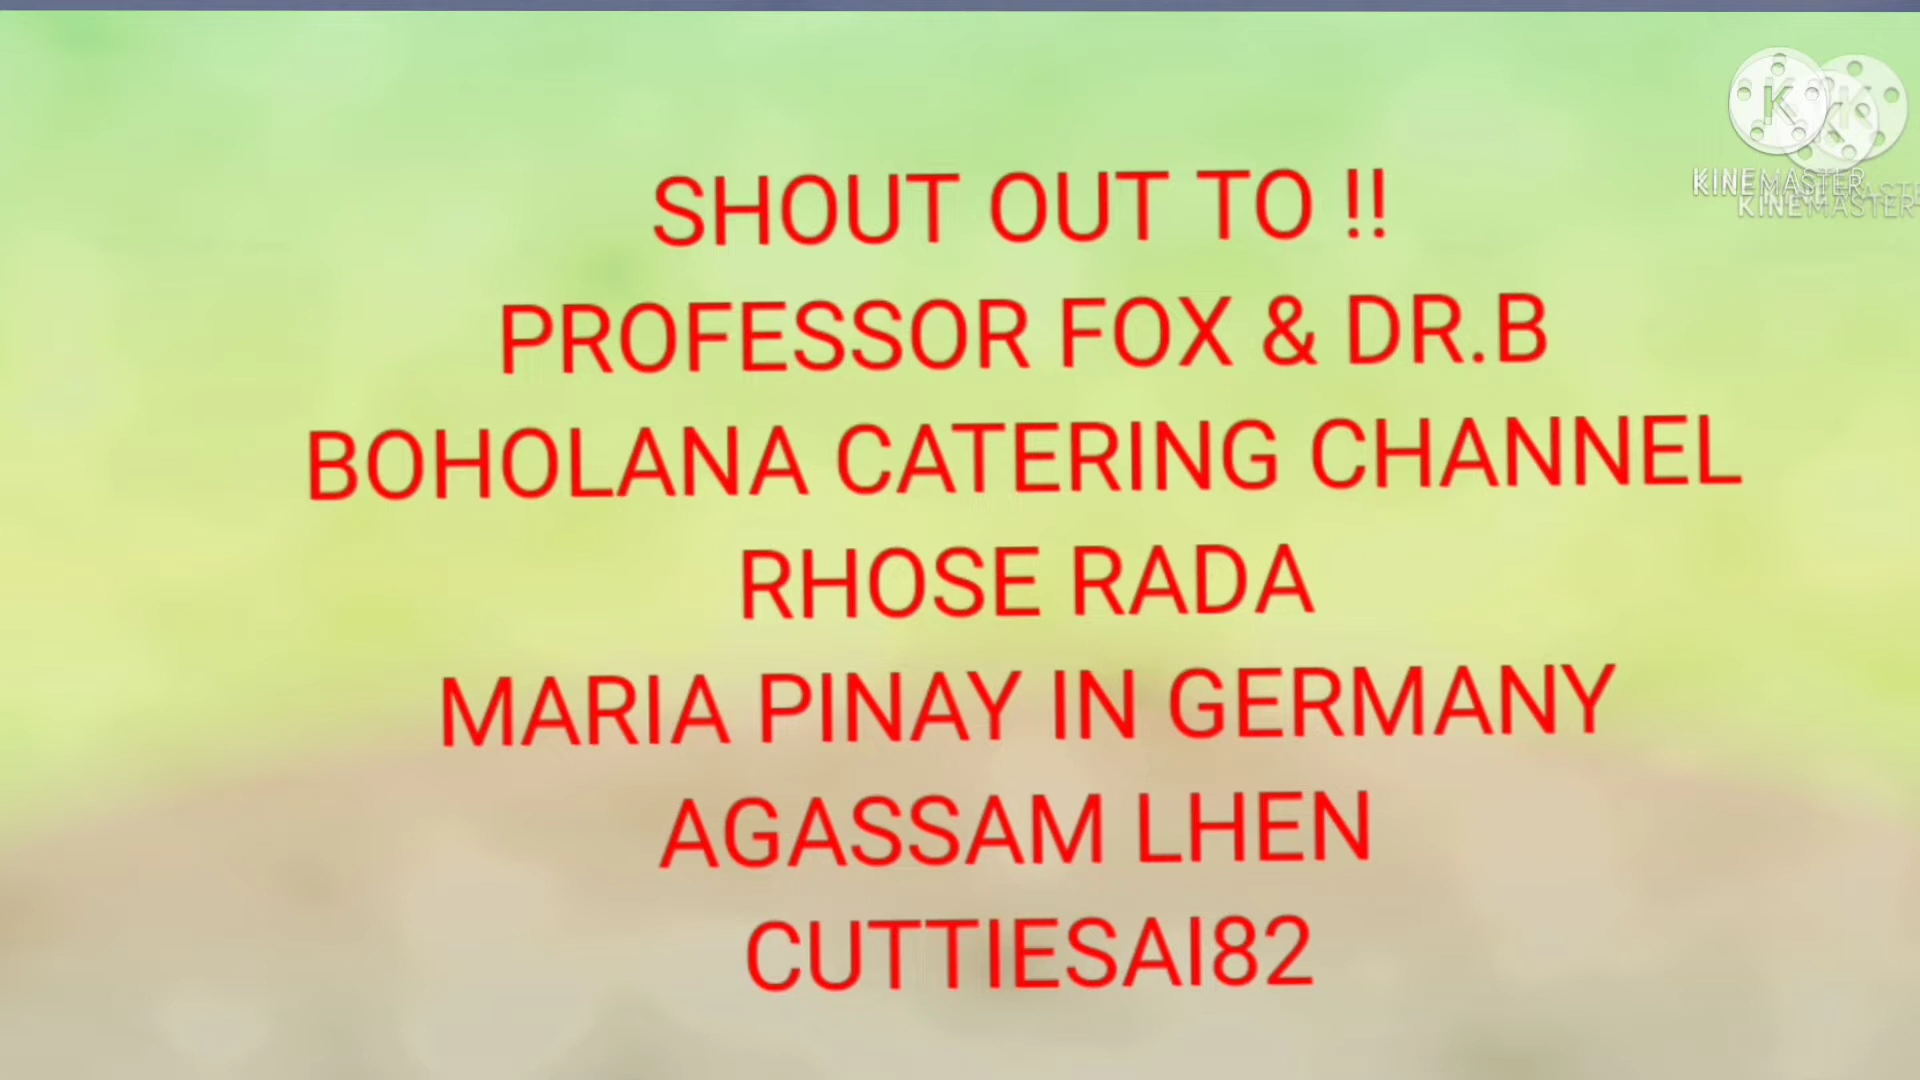 SHOUT OUT TO !!
PROFESSOR FOX & DR.B
BOHOLANA CATERING CHANNEL
RHOSE RADA
MARIA PINAY IN GERMANY
AGASSAM LHEN
CUTTIESAI82
K
KINEMASTER
K
KINEMASTER